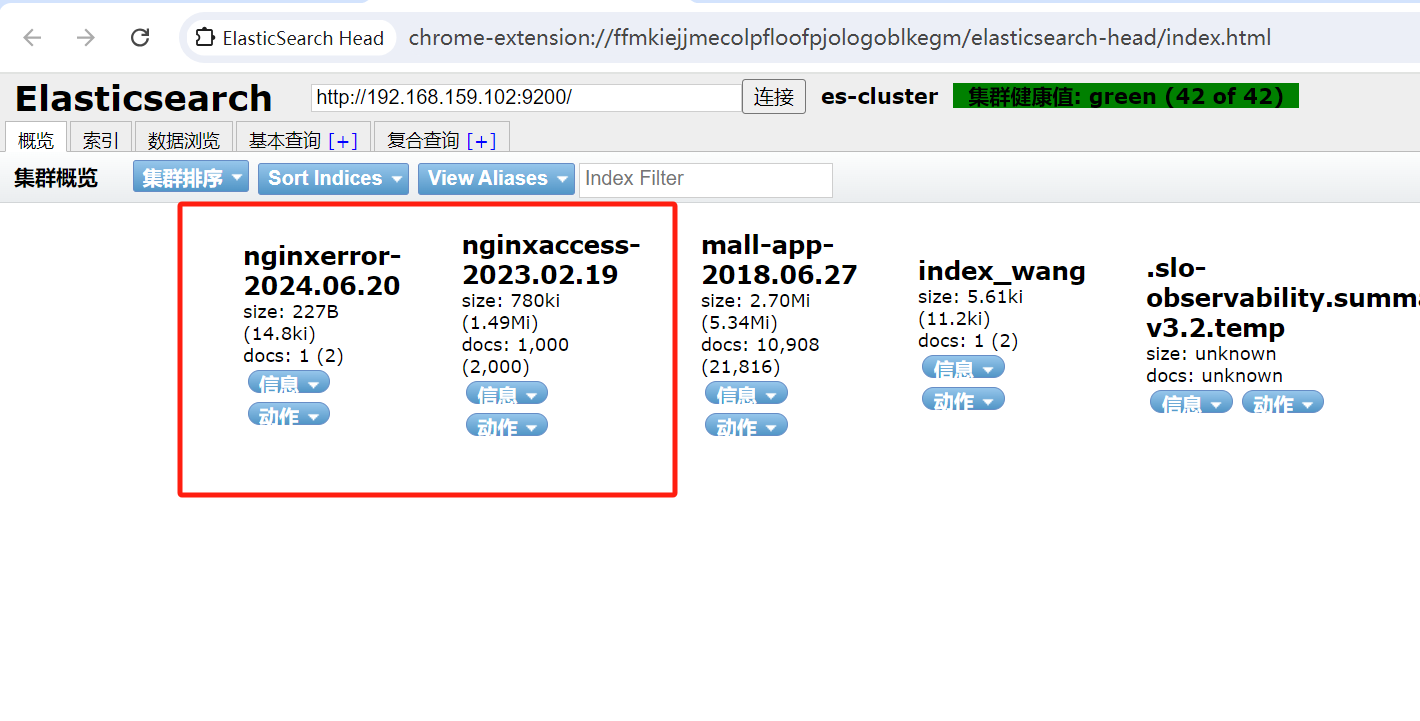 ElasticSearch Head chrome-extension://ffmkiejjmecolpfloofpjologoblkegm/elasticsearch-head/index.html
Elasticsearch http://192.168.159.102:9200/ 连接 es-cluster 集群健康值: green (42 of 42)
概览 索引 数据浏览 基本查询 [+] 复合查询 [+]
集群概览 集群排序 Sort Indices View Aliases Index Filter
nginxerror-
2024.06.20
size: 227B
(14.8ki)
docs: 1 (2)
信息
动作
nginxaccess-
2023.02.19
size: 780ki
(1.49Mi)
docs: 1,000
(2,000)
信息
动作
mall-app-
2018.06.27
size: 2.70Mi
(5.34Mi)
docs: 10,908
(21,816)
信息
动作
index_wang
size: 5.61ki
(11.2ki)
docs: 1 (2)
信息
动作
.slo-
observability.summa
v3.2.temp
size: unknown
docs: unknown
信息 动作